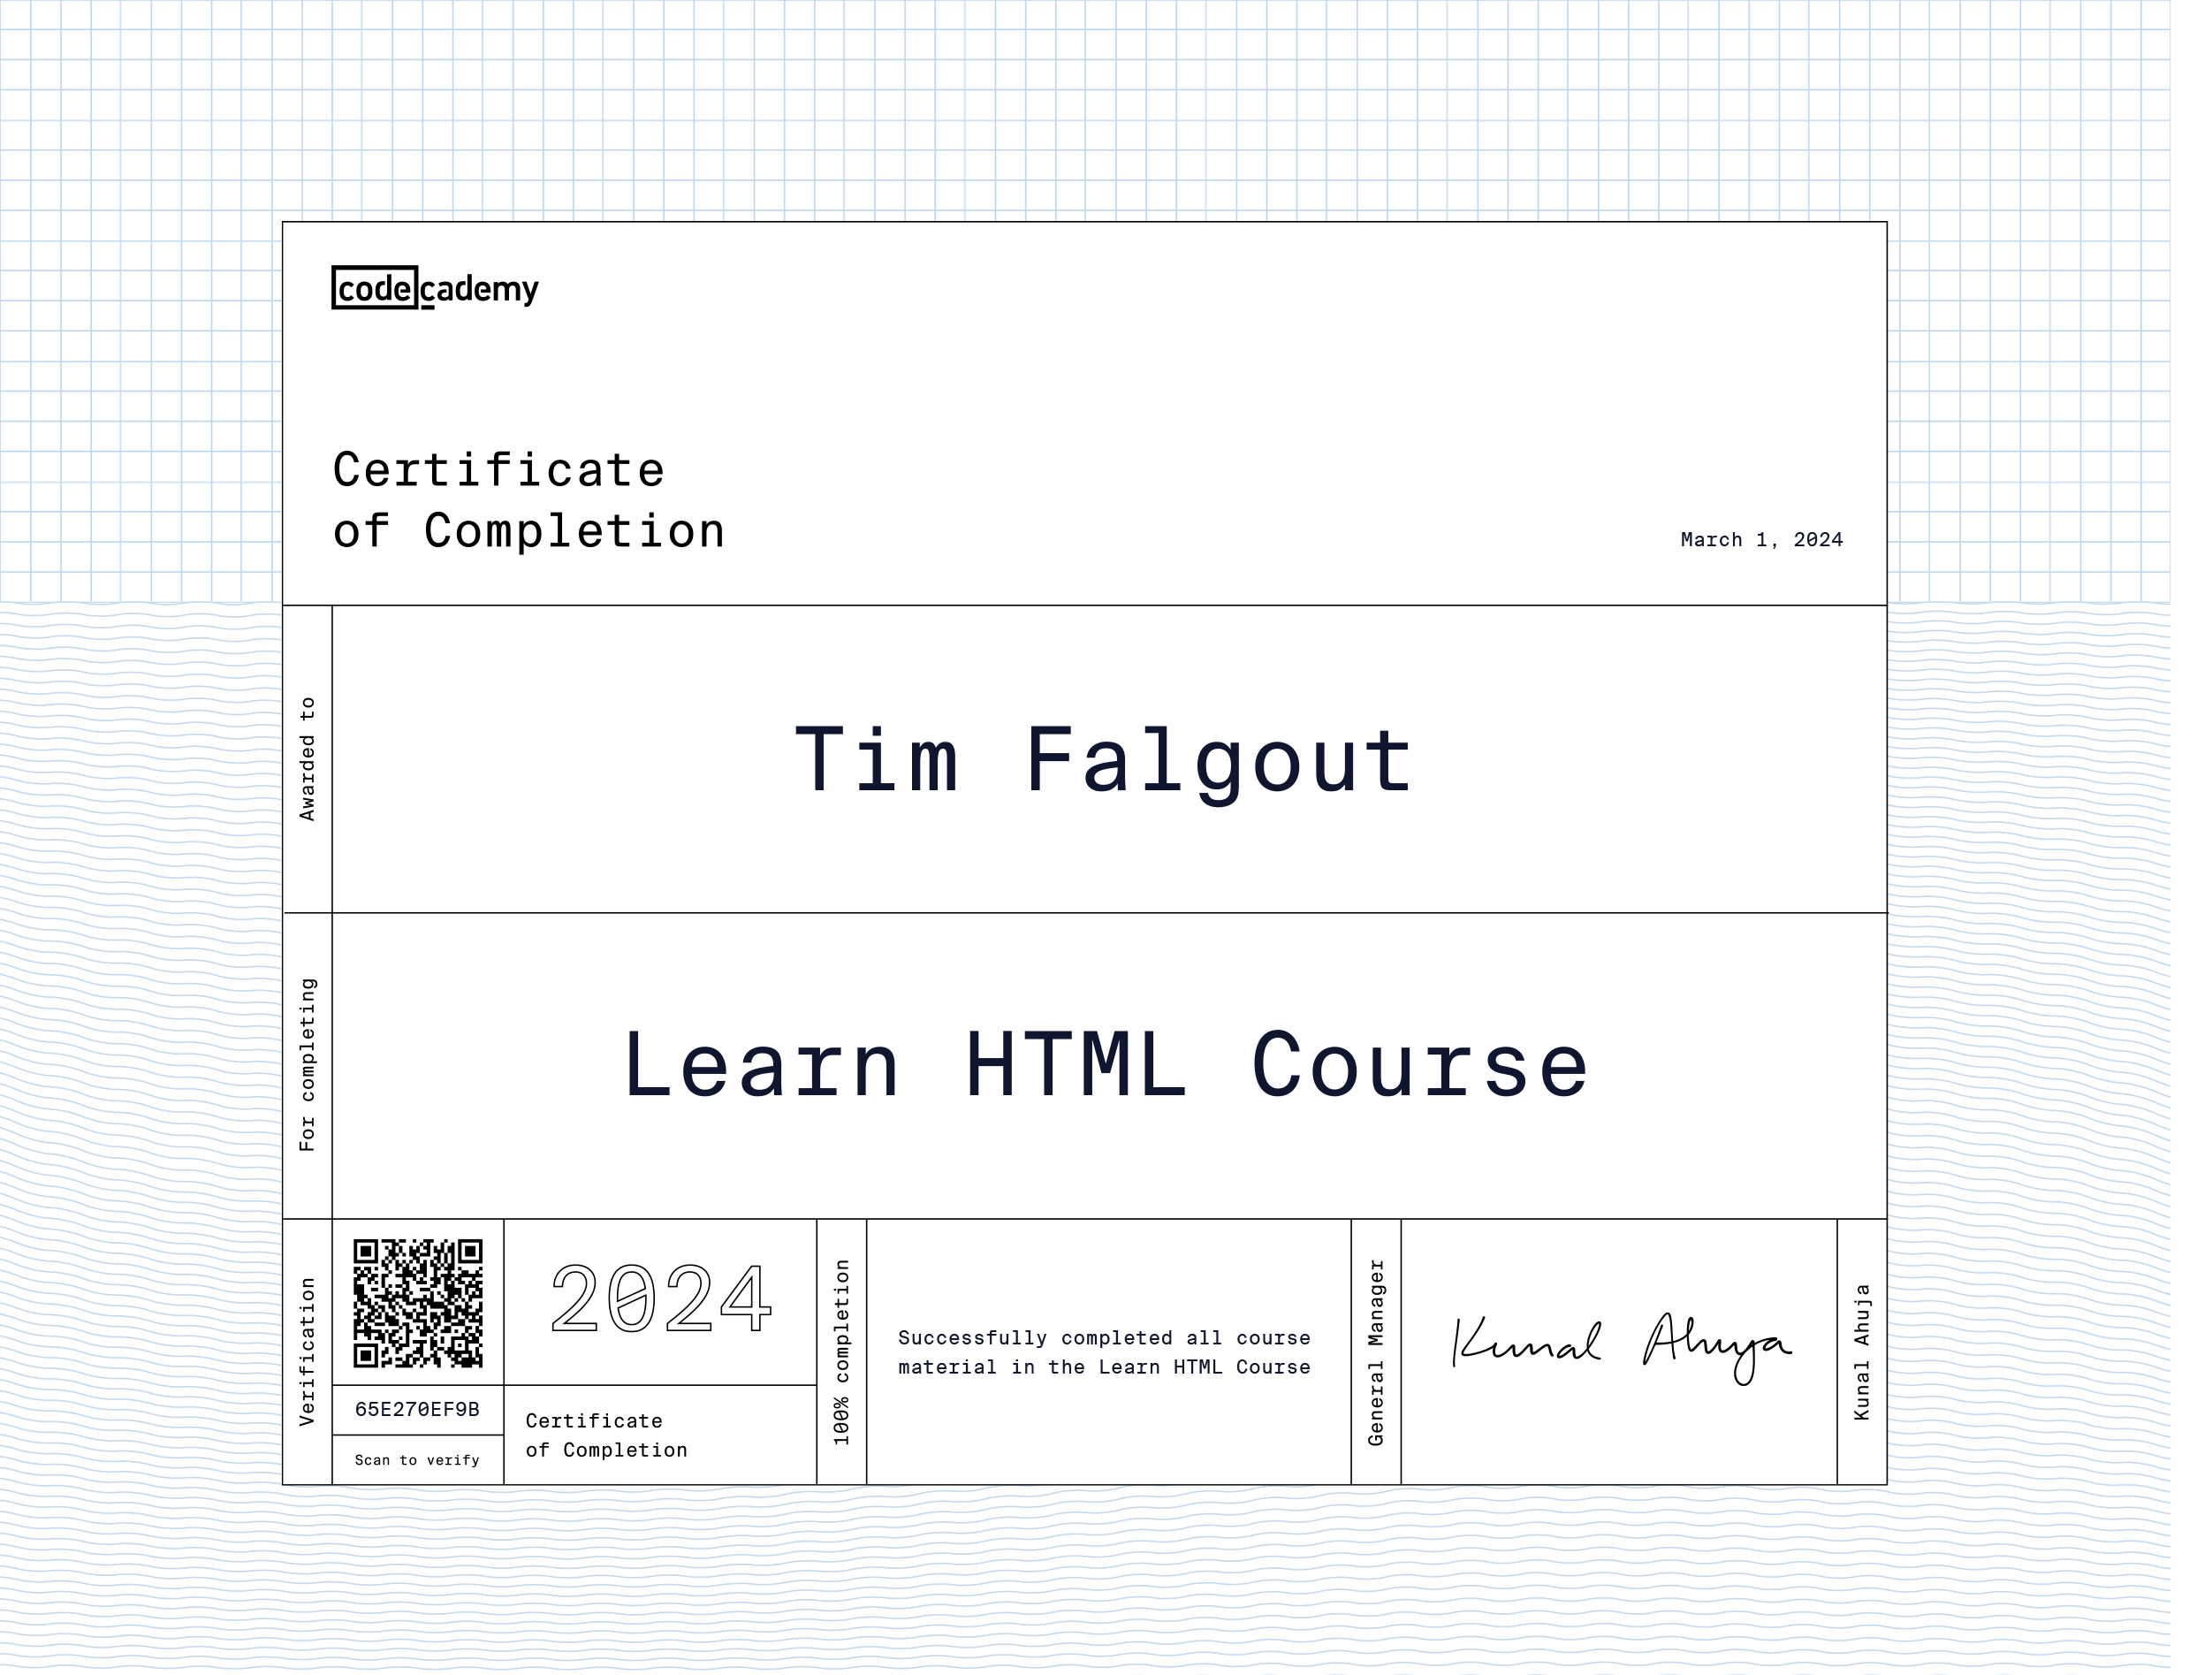 codecademy
Certificate
of Completion
March 1, 2024
Awarded to
Tim Falgout
For completing
Learn HTML Course
Verification
65E270EF9B
Scan to verify
2024
Certificate
of Completion
100% completion
Successfully completed all course
material in the Learn HTML Course
General Manager
Kunal Ahuja
Kunal Ahuja